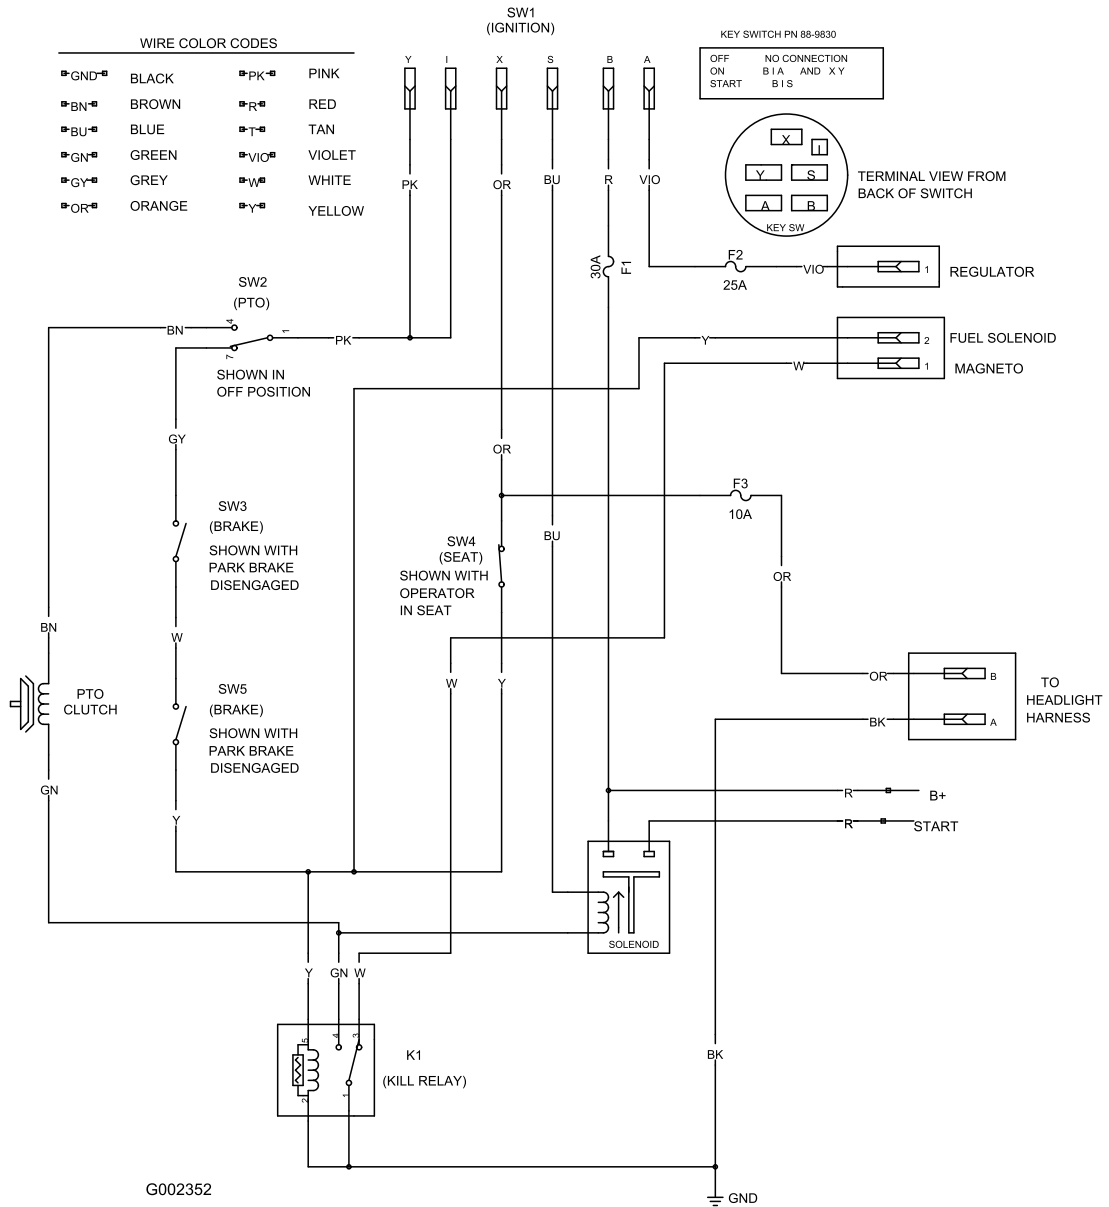 SW1
(IGNITION)
WIRE COLOR CODES
GND BLACK
BN BROWN
BU BLUE
GN GREEN
GY GREY
OR ORANGE
PK PINK
R RED
T TAN
VIO VIOLET
W WHITE
Y YELLOW
Y I X S B A
KEY SWITCH PN 88-9830
OFF NO CONNECTION
ON B I A AND X Y
START B I S
X
I
Y S
A B
KEY SW
TERMINAL VIEW FROM
BACK OF SWITCH
PK OR BU R VIO
30A
F1
F2
25A
VIO
1
REGULATOR
SW2
(PTO)
BN
4
1
7
PK
SHOWN IN
OFF POSITION
Y
2
FUEL SOLENOID
W
1
MAGNETO
GY
OR
SW3
(BRAKE)
SHOWN WITH
PARK BRAKE
DISENGAGED
F3
10A
SW4
(SEAT)
SHOWN WITH
OPERATOR
IN SEAT
BU
OR
BN
W
PTO
CLUTCH
SW5
(BRAKE)
SHOWN WITH
PARK BRAKE
DISENGAGED
W
Y
OR
B
BK
A
TO
HEADLIGHT
HARNESS
GN
Y
R
B+
R
START
SOLENOID
Y GN W
5
4
3
2
1
K1
(KILL RELAY)
BK
G002352
GND